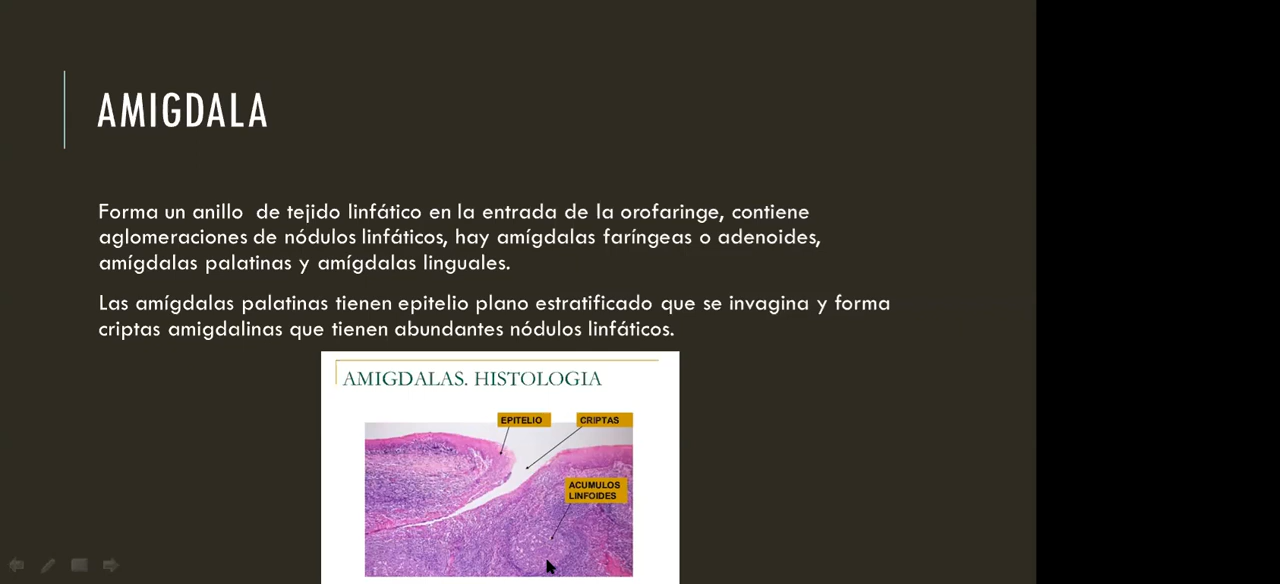 AMIGDALA
Forma un anillo de tejido linfático en la entrada de la orofaringe, contiene
aglomeraciones de nódulos linfáticos, hay amígdalas faríngeas o adenoides,
amígdalas palatinas y amígdalas linguales.
Las amígdalas palatinas tienen epitelio plano estratificado que se invagina y forma
criptas amigdalinas que tienen abundantes nódulos linfáticos.
AMIGDALAS. HISTOLOGIA
EPITELIO
CRIPTAS
ACUMULOS
LINFOIDES